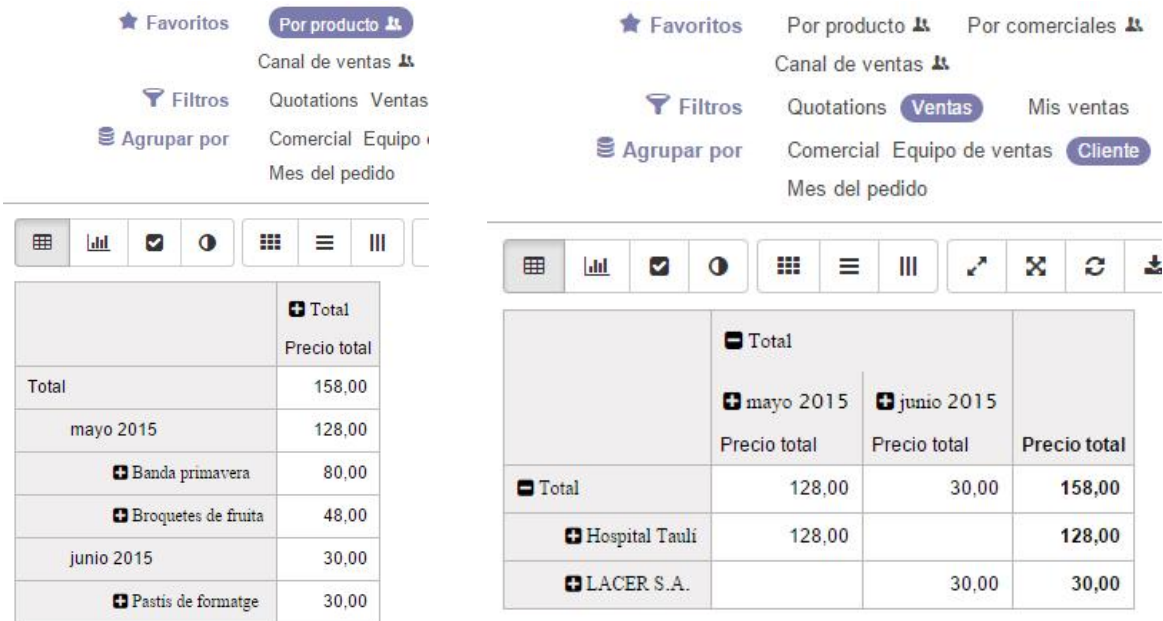 Favoritos Por producto
Canal de ventas
Filtros Quotations Ventas
Agrupar por Comercial Equipo
Mes del pedido
Total
Precio total
Total 158,00
mayo 2015 128,00
Banda primavera 80,00
Broquetes de fruita 48,00
junio 2015 30,00
Pastís de formatge 30,00
Favoritos Por producto Por comerciales
Canal de ventas
Filtros Quotations Ventas Mis ventas
Agrupar por Comercial Equipo de ventas Cliente
Mes del pedido
Total
mayo 2015 junio 2015
Precio total Precio total Precio total
Total 128,00 30,00 158,00
Hospital Taulí 128,00 128,00
LACER S.A. 30,00 30,00